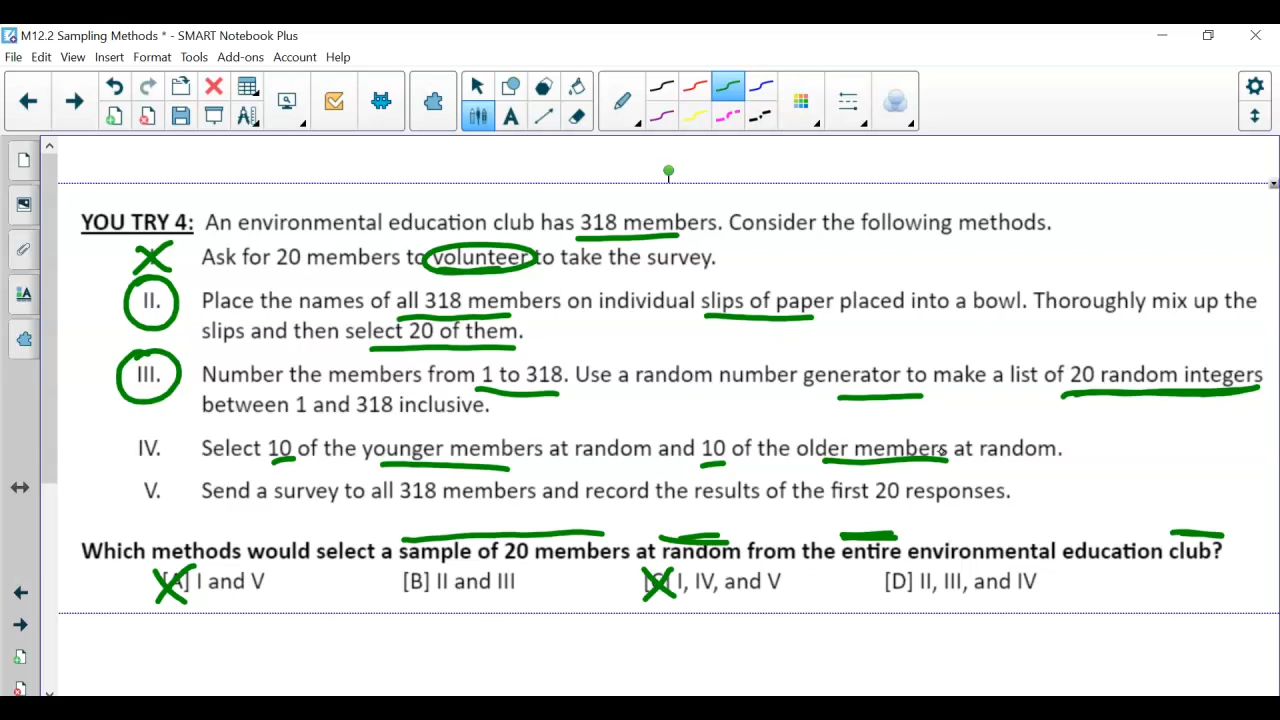 M12.2 Sampling Methods * - SMART Notebook Plus
File Edit View Insert Format Tools Add-ons Account Help
YOU TRY 4: An environmental education club has 318 members. Consider the following methods.
Ask for 20 members to volunteer to take the survey.
II. Place the names of all 318 members on individual slips of paper placed into a bowl. Thoroughly mix up the
slips and then select 20 of them.
III. Number the members from 1 to 318. Use a random number generator to make a list of 20 random integers
between 1 and 318 inclusive.
IV. Select 10 of the younger members at random and 10 of the older members at random.
V. Send a survey to all 318 members and record the results of the first 20 responses.
Which methods would select a sample of 20 members at random from the entire environmental education club?
[A] I and V [B] II and III [C] I, IV, and V [D] II, III, and IV